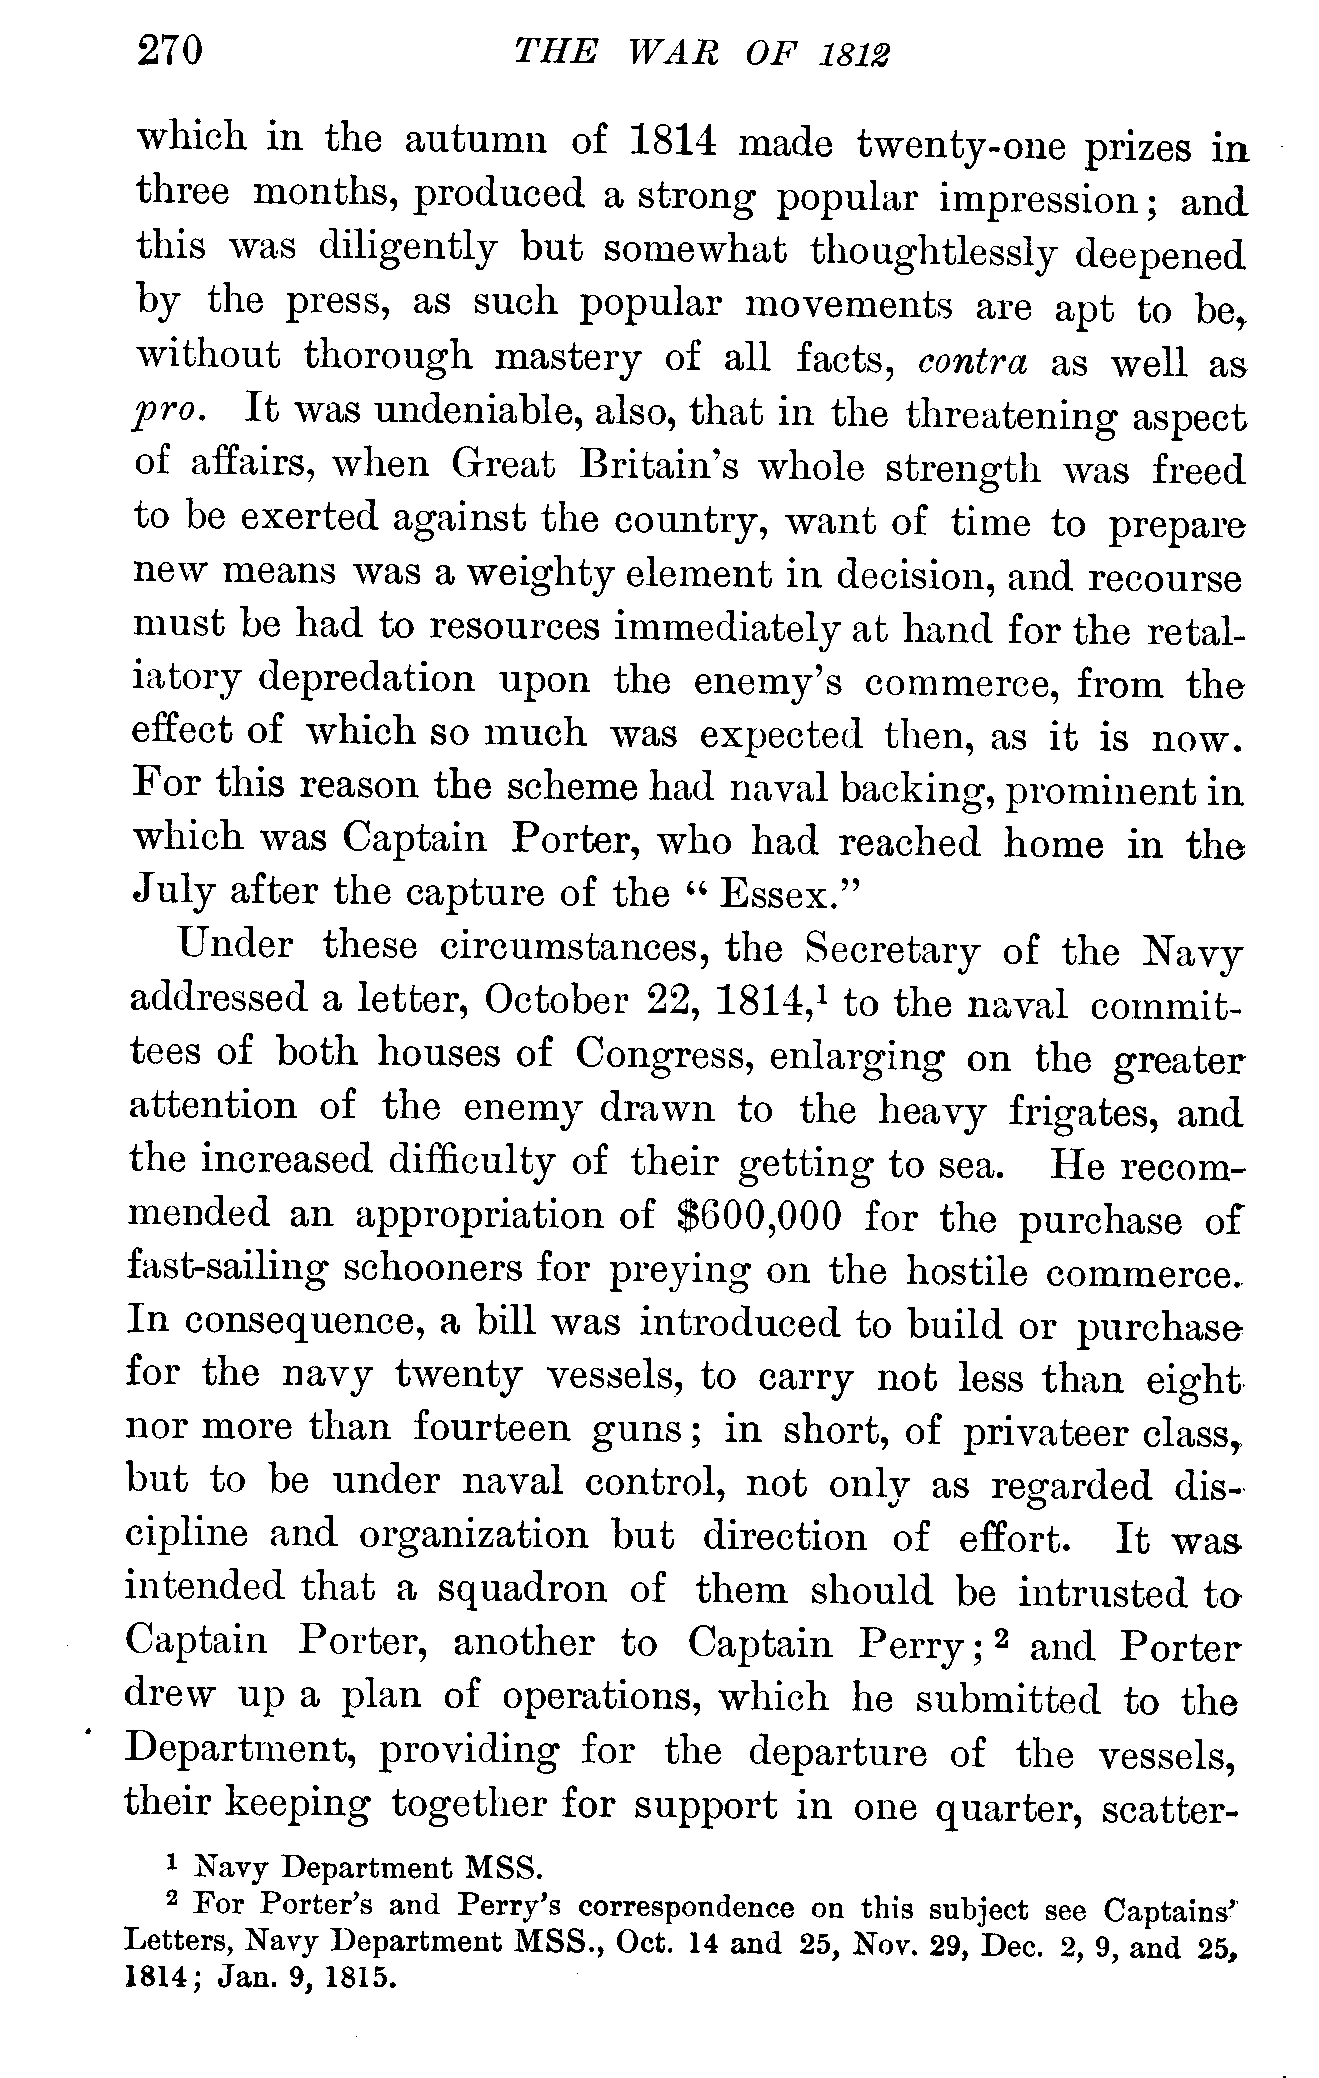 270 THE WAR OF 1812
which in the autumn of 1814 made twenty-one prizes in
three months, produced a strong popular impression; and
this was diligently but somewhat thoughtlessly deepened
by the press, as such popular movements are apt to be,
without thorough mastery of all facts, contra as well as
pro. It was undeniable, also, that in the threatening aspect
of affairs, when Great Britain's whole strength was freed
to be exerted against the country, want of time to prepare
new means was a weighty element in decision, and recourse
must be had to resources immediately at hand for the retal-
iatory depredation upon the enemy's commerce, from the
effect of which so much was expected then, as it is now.
For this reason the scheme had naval backing, prominent in
which was Captain Porter, who had reached home in the
July after the capture of the “ Essex.”
Under these circumstances, the Secretary of the Navy
addressed a letter, October 22, 1814,¹ to the naval commit-
tees of both houses of Congress, enlarging on the greater
attention of the enemy drawn to the heavy frigates, and
the increased difficulty of their getting to sea. He recom-
mended an appropriation of $600,000 for the purchase of
fast-sailing schooners for preying on the hostile commerce.
In consequence, a bill was introduced to build or purchase
for the navy twenty vessels, to carry not less than eight
nor more than fourteen guns; in short, of privateer class,
but to be under naval control, not only as regarded dis-
cipline and organization but direction of effort. It was
intended that a squadron of them should be intrusted to
Captain Porter, another to Captain Perry;² and Porter
drew up a plan of operations, which he submitted to the
Department, providing for the departure of the vessels,
their keeping together for support in one quarter, scatter-
¹ Navy Department MSS.
² For Porter's and Perry's correspondence on this subject see Captains'
Letters, Navy Department MSS., Oct. 14 and 25, Nov. 29, Dec. 2, 9, and 25,
1814; Jan. 9, 1815.